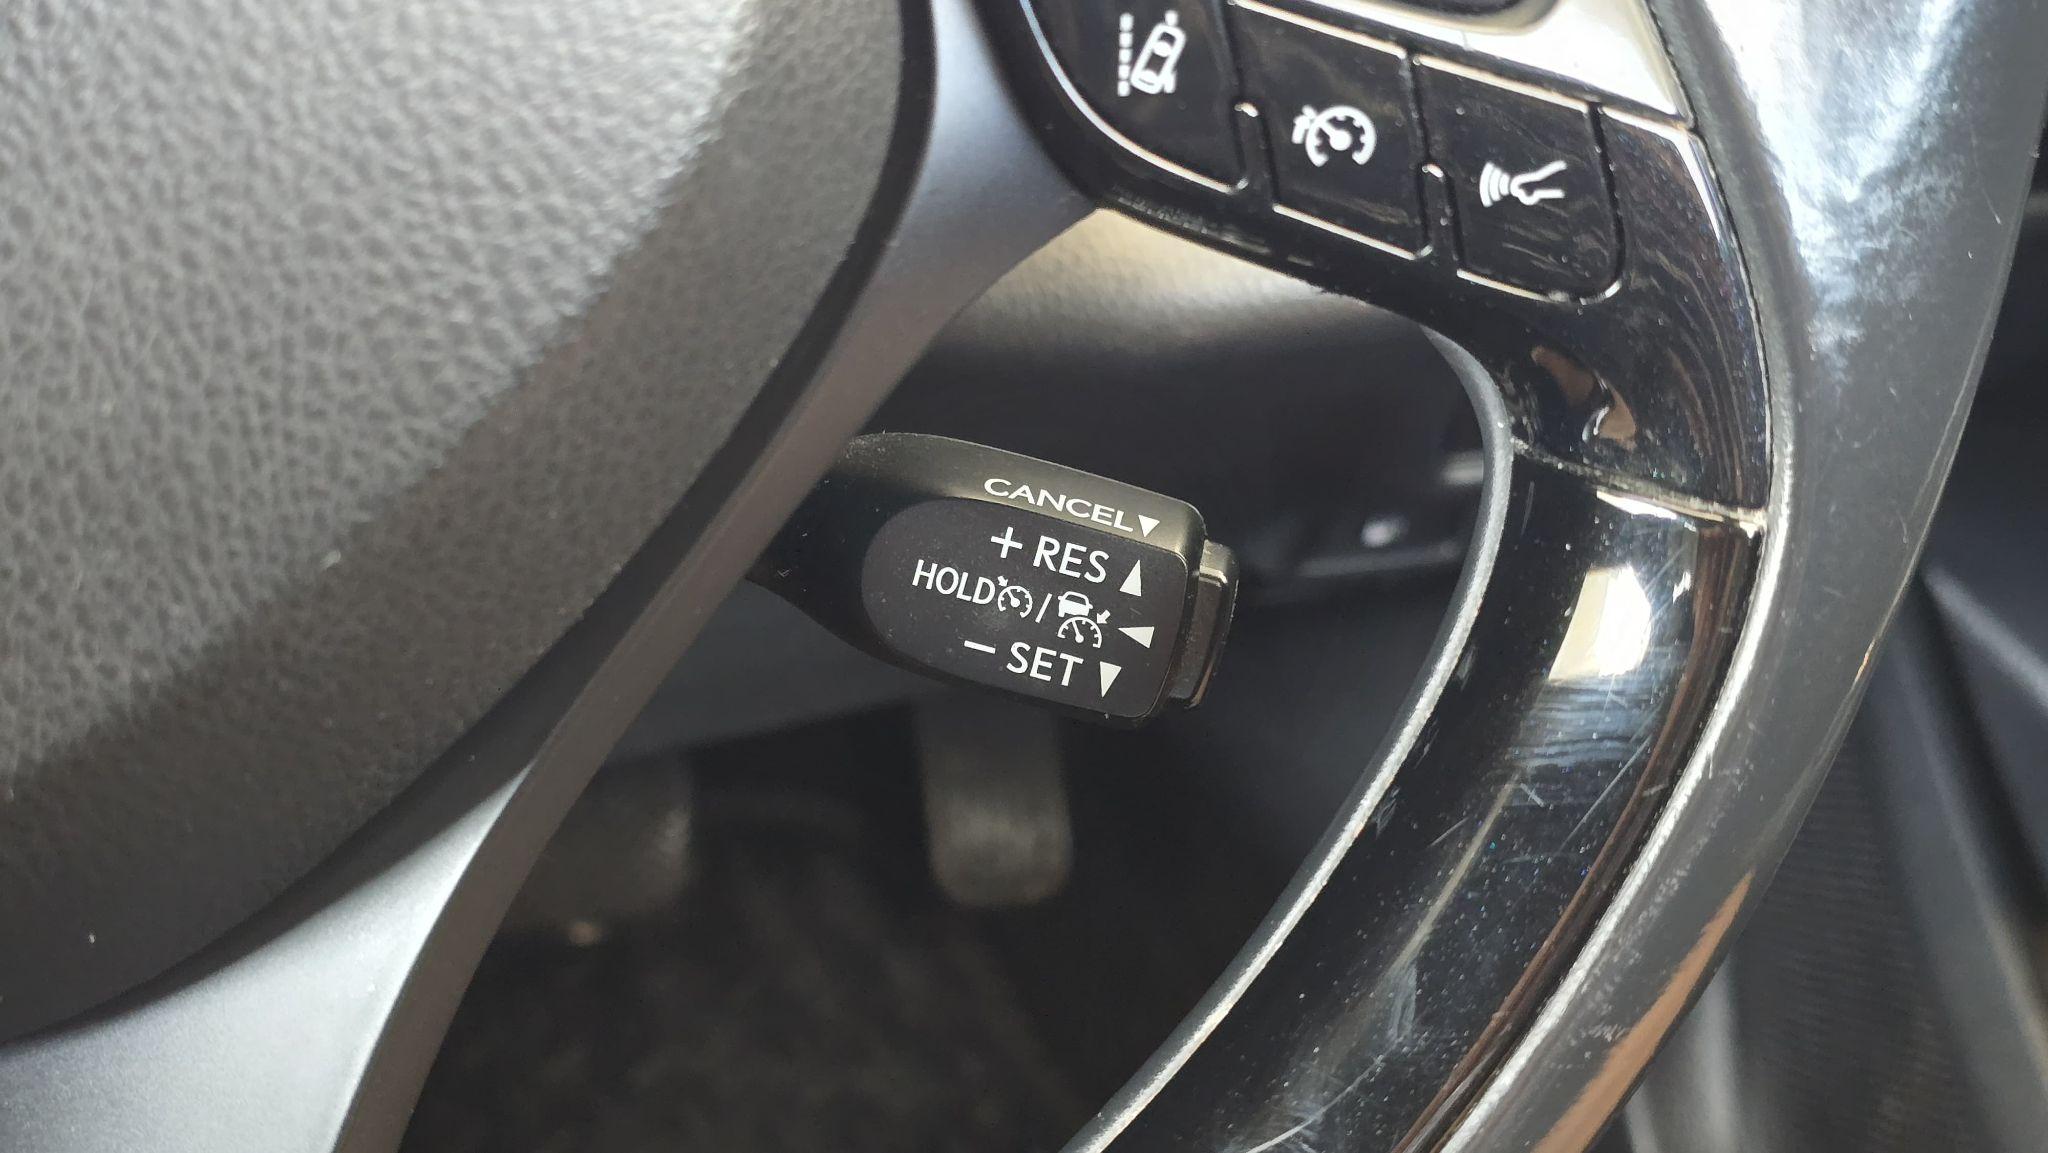 CANCEL
+ RES
HOLD /
− SET